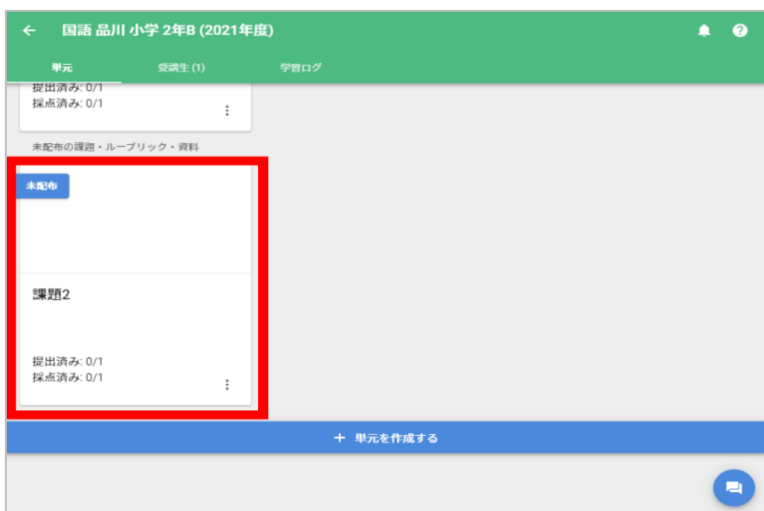 国語 品川 小学 2年B (2021年度)
単元 受講生 (1) 学習ログ
提出済み: 0/1
採点済み: 0/1
未配布の課題・ルーブリック・資料
未配布
課題2
提出済み: 0/1
採点済み: 0/1
+ 単元を作成する